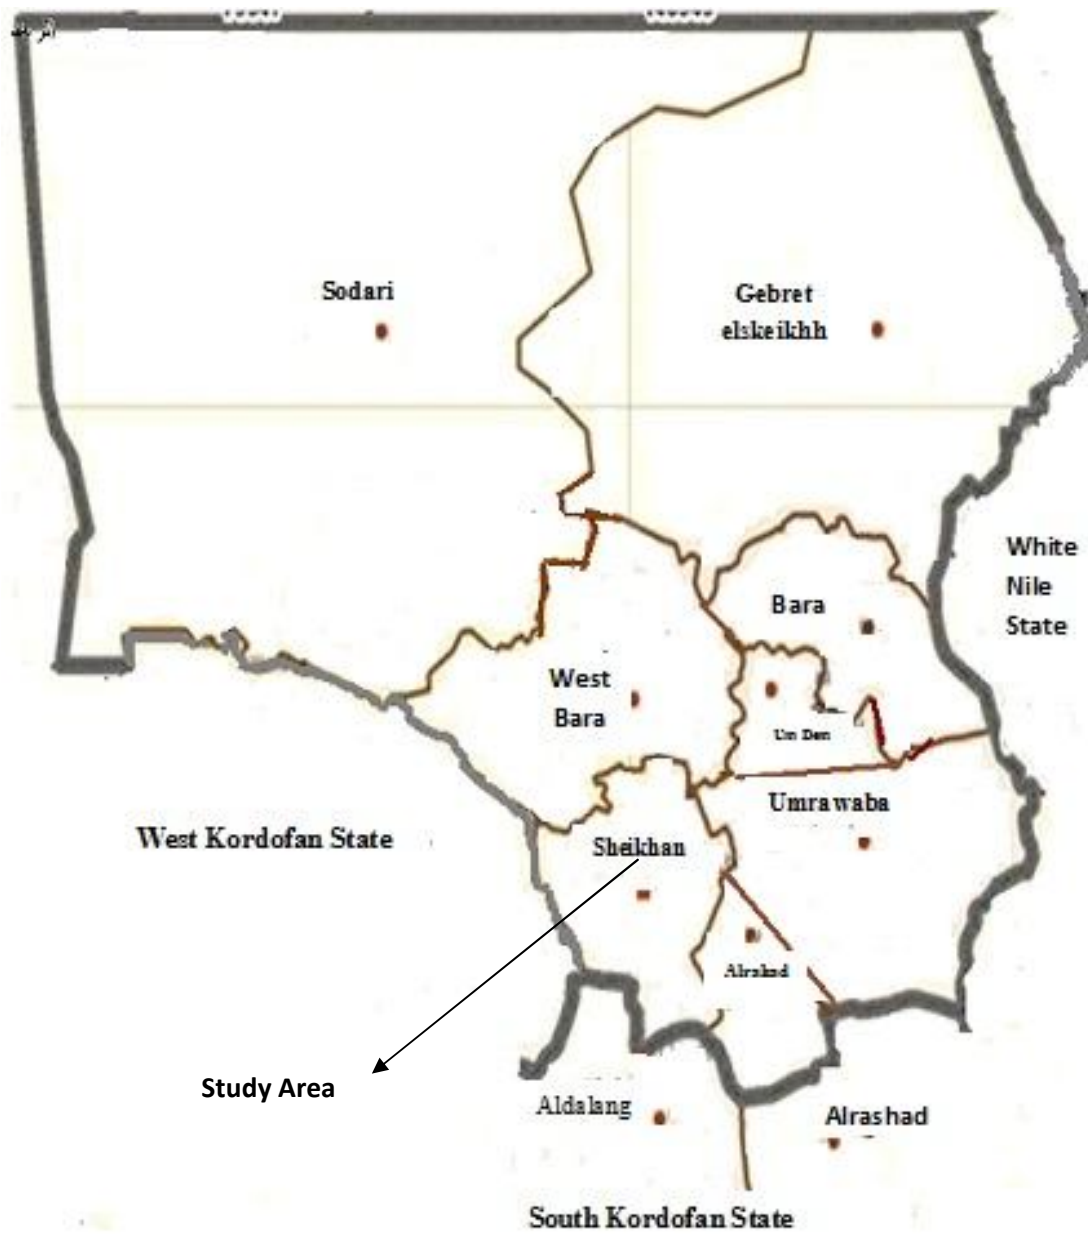 Sodari
Gebret
elskeikhh
White
Nile
State
Bara
West
Bara
Um Den
Umrawaba
West Kordofan State
Sheikhan
Alrahad
Study Area
Aldalang
Alrashad
South Kordofan State